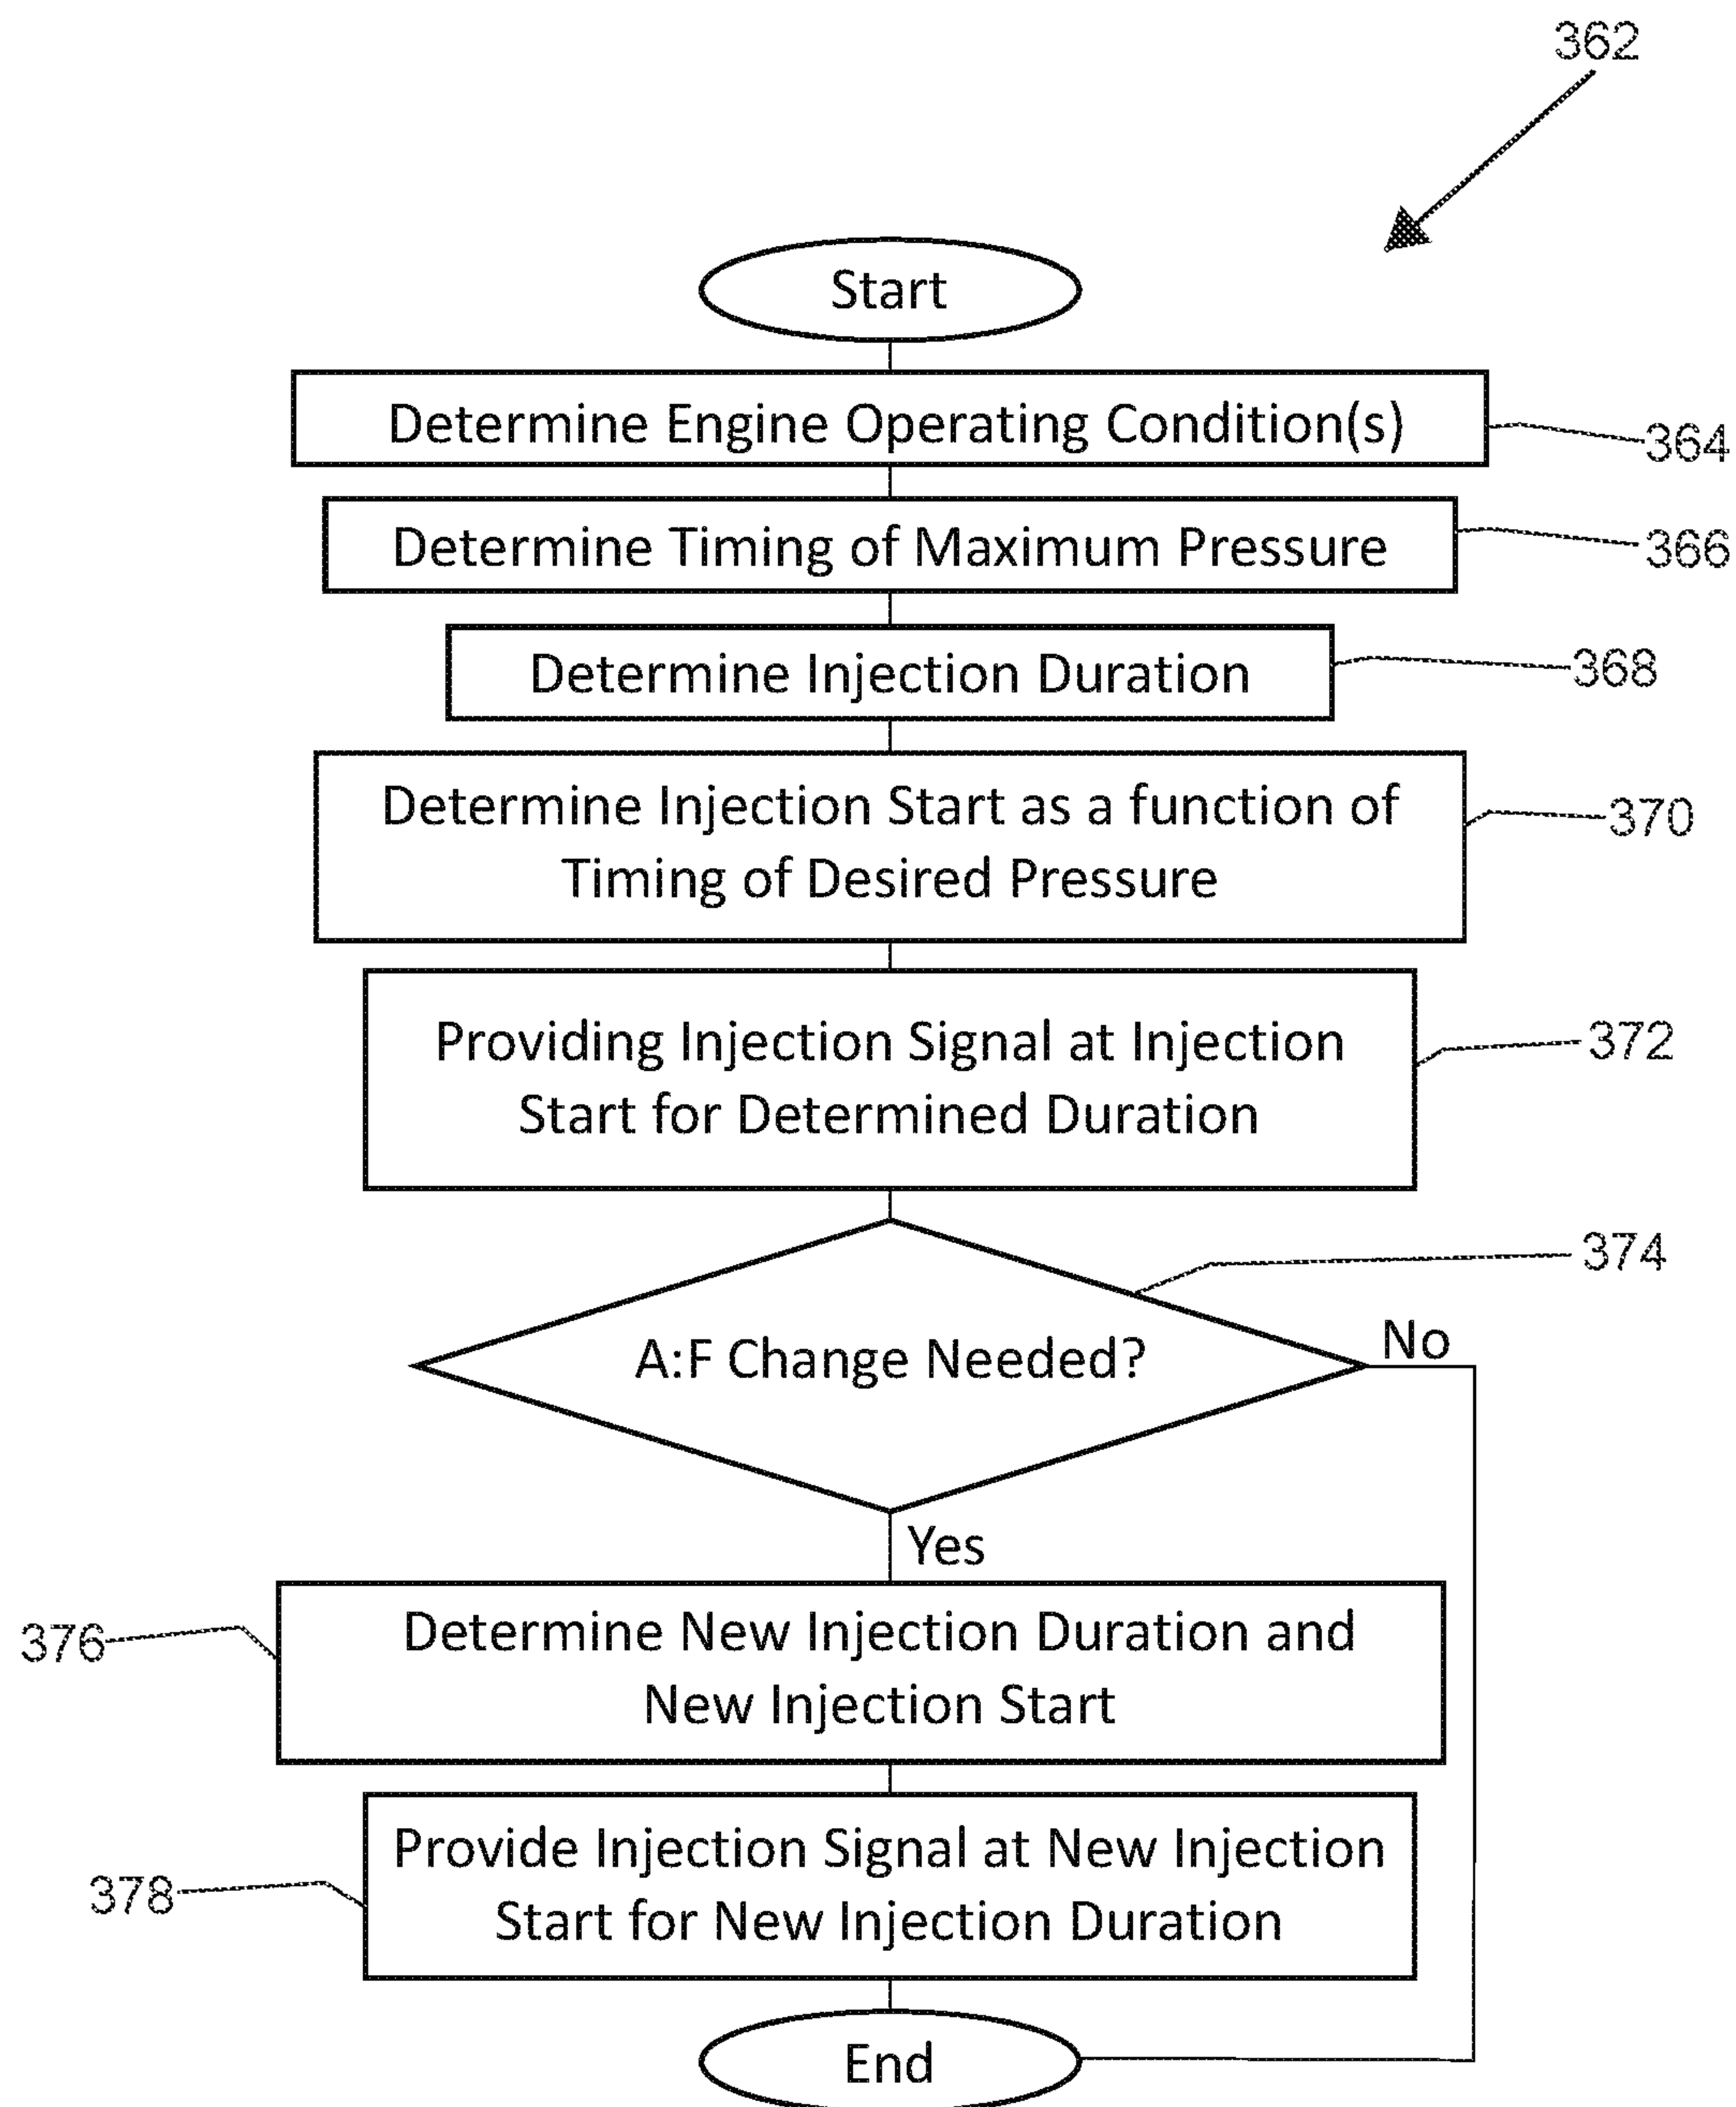 362
Start
Determine Engine Operating Condition(s)
364
Determine Timing of Maximum Pressure
366
Determine Injection Duration
368
Determine Injection Start as a function of
Timing of Desired Pressure
370
Providing Injection Signal at Injection
Start for Determined Duration
372
374
A:F Change Needed?
No
Yes
376
Determine New Injection Duration and
New Injection Start
378
Provide Injection Signal at New Injection
Start for New Injection Duration
End